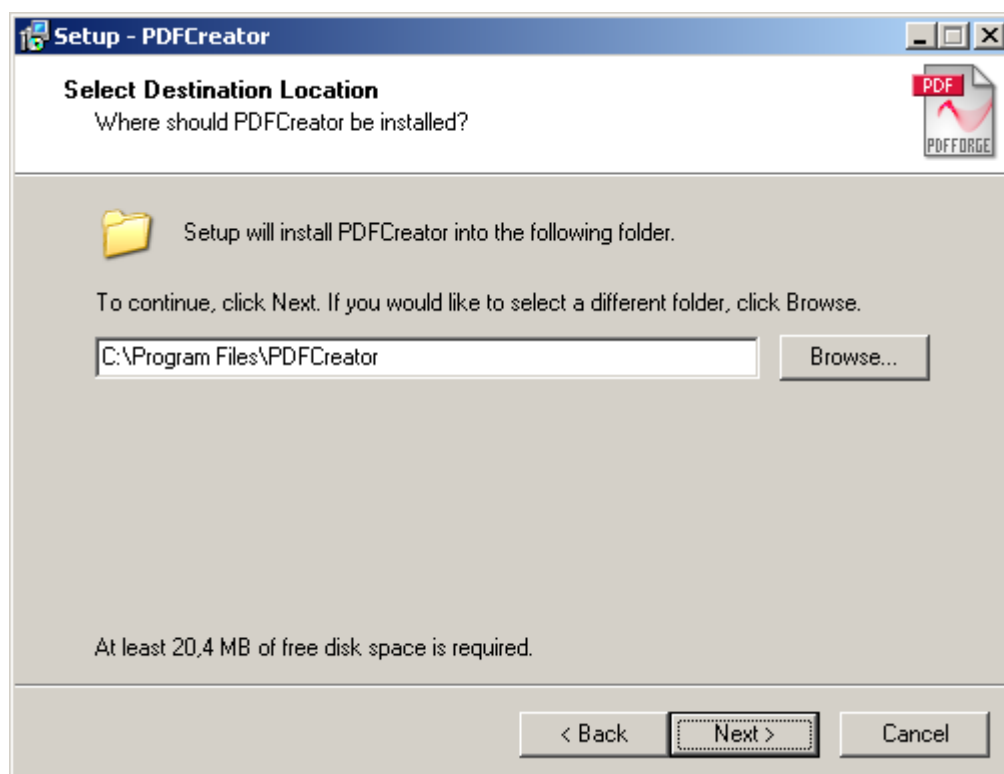 Setup - PDFCreator
Select Destination Location
Where should PDFCreator be installed?
PDF
PDFFORGE
Setup will install PDFCreator into the following folder.
To continue, click Next. If you would like to select a different folder, click Browse.
C:\Program Files\PDFCreator
Browse...
At least 20,4 MB of free disk space is required.
< Back
Next >
Cancel